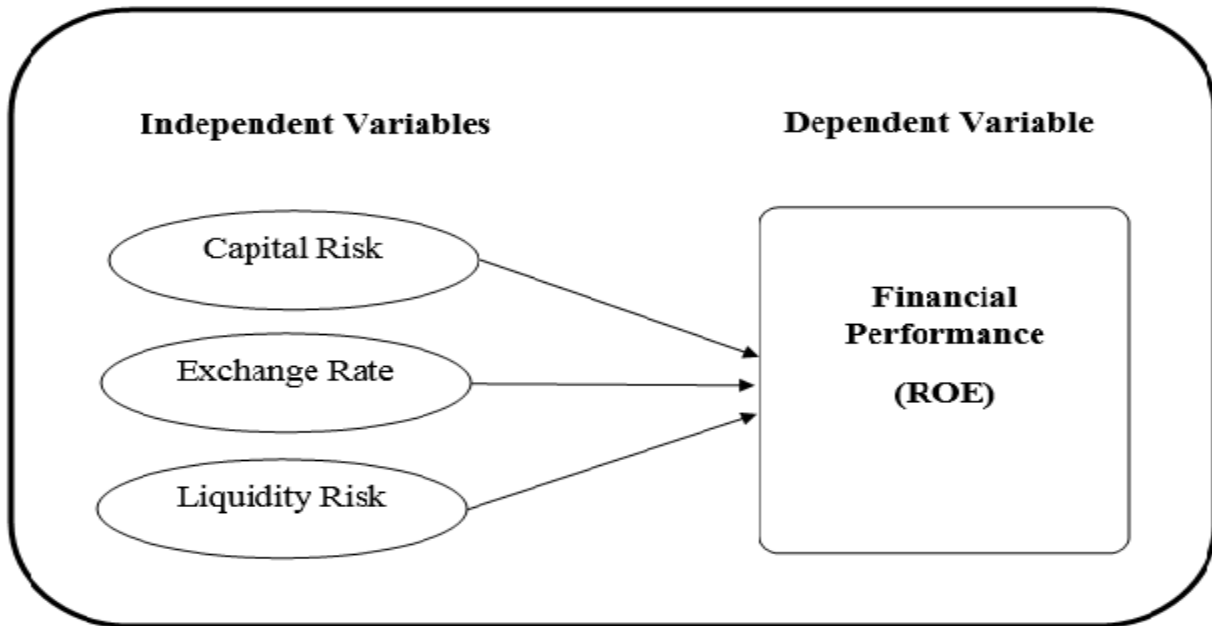 Independent Variables
Dependent Variable
Capital Risk
Exchange Rate
Liquidity Risk
Financial
Performance
(ROE)